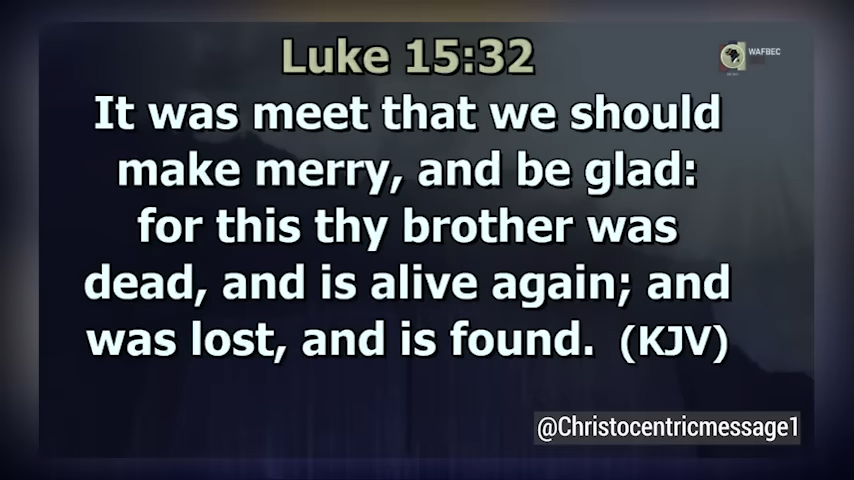 Luke 15:32
WAFBEC
It was meet that we should
make merry, and be glad:
for this thy brother was
dead, and is alive again; and
was lost, and is found. (KJV)
@Christocentricmessage1